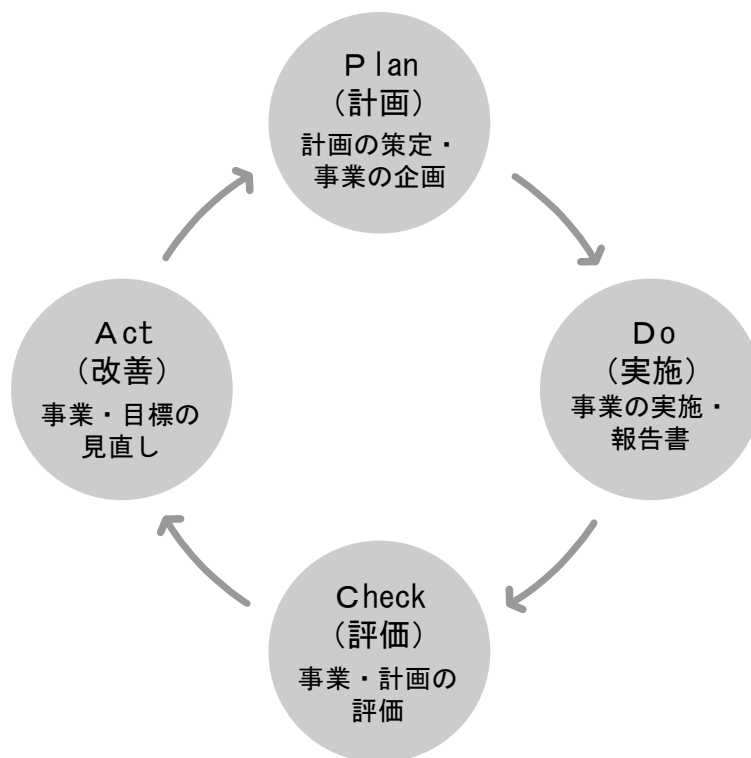 Plan
（計画）
計画の策定・
事業の企画
Act
（改善）
事業・目標の
見直し
Do
（実施）
事業の実施・
報告書
Check
（評価）
事業・計画の
評価